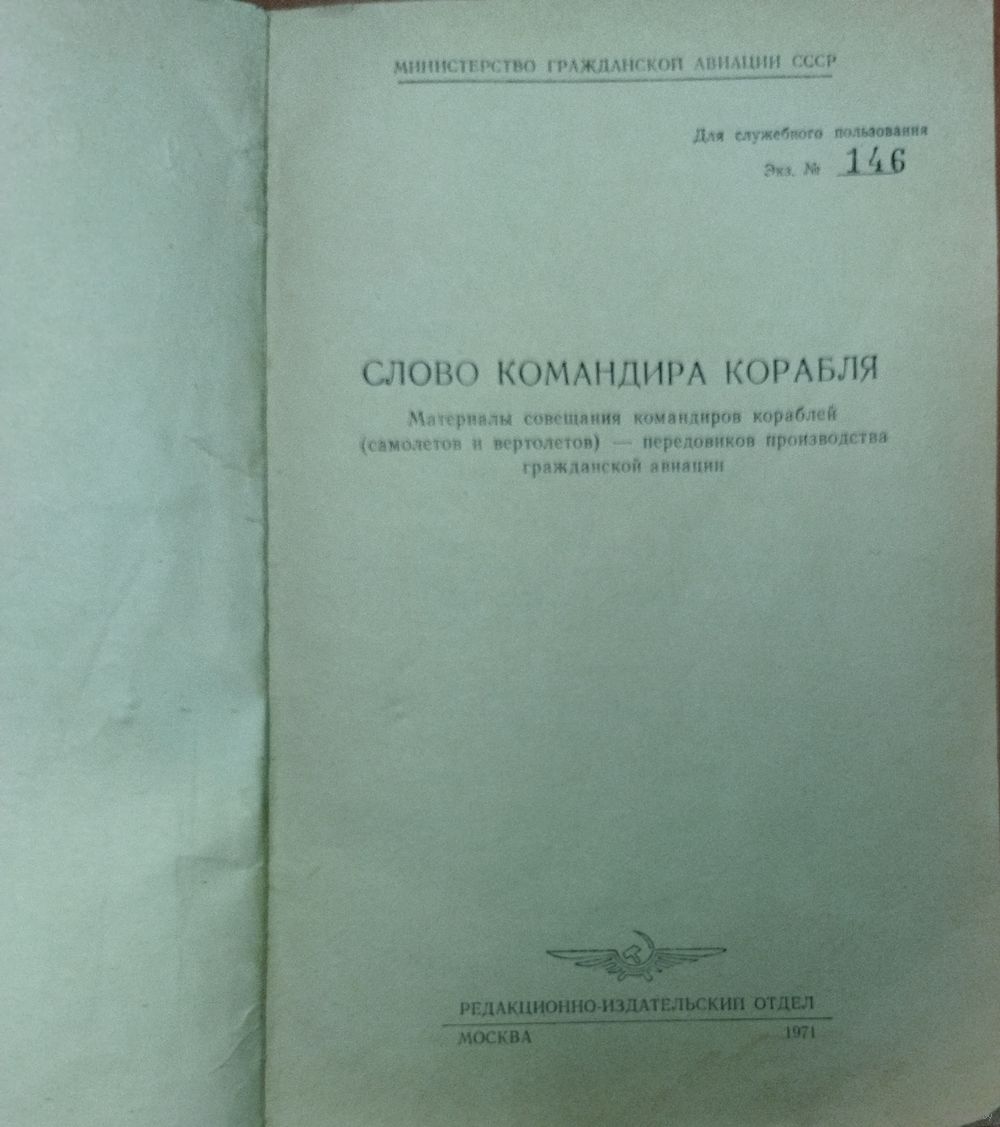 МИНИСТЕРСТВО ГРАЖДАНСКОЙ АВИАЦИИ СССР
Для служебного пользования
Экз. № 146
СЛОВО КОМАНДИРА КОРАБЛЯ
Материалы совещания командиров кораблей
(самолетов и вертолетов) — передовиков производства
гражданской авиации
РЕДАКЦИОННО-ИЗДАТЕЛЬСКИЙ ОТДЕЛ
МОСКВА 1971